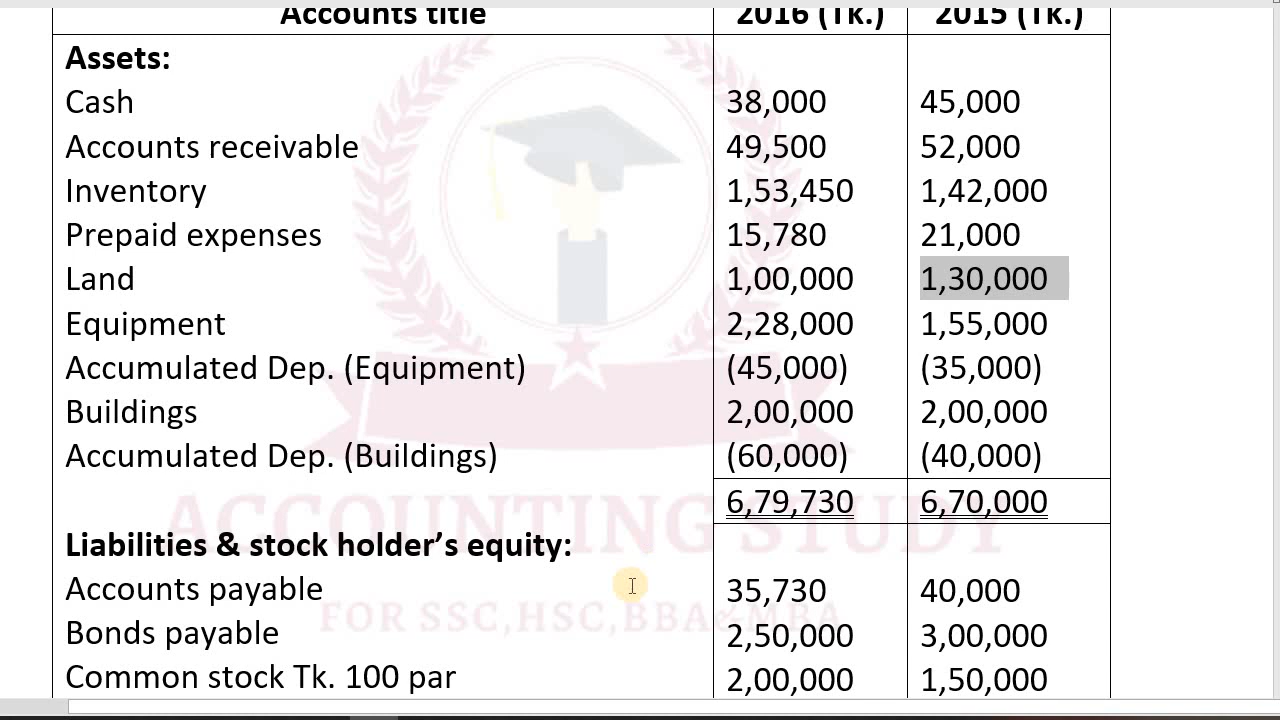 Accounts title 2016 (Tk.) 2015 (Tk.)
Assets:
Cash 38,000 45,000
Accounts receivable 49,500 52,000
Inventory 1,53,450 1,42,000
Prepaid expenses 15,780 21,000
Land 1,00,000 1,30,000
Equipment 2,28,000 1,55,000
Accumulated Dep. (Equipment) (45,000) (35,000)
Buildings 2,00,000 2,00,000
Accumulated Dep. (Buildings) (60,000) (40,000)
6,79,730 6,70,000
ACCOUNTING STUDY
Liabilities & stock holder’s equity:
Accounts payable 35,730 40,000
FOR SSC,HSC,BBA&MBA
Bonds payable 2,50,000 3,00,000
Common stock Tk. 100 par 2,00,000 1,50,000